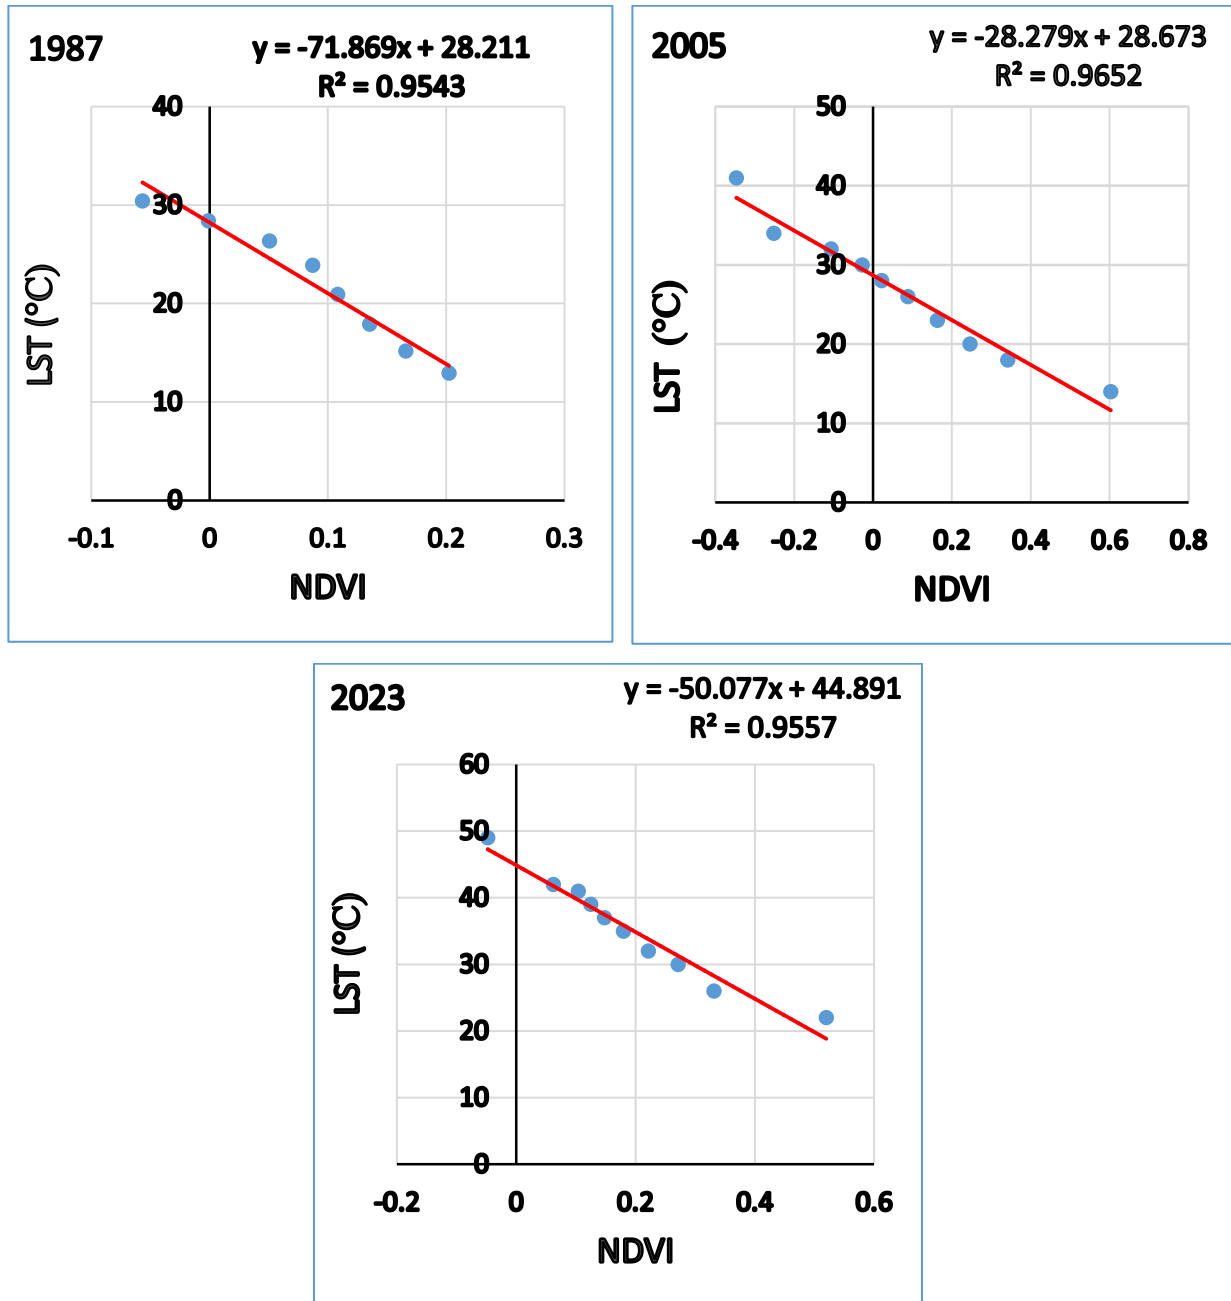 1987
y = -71.869x + 28.211
R² = 0.9543
40
30
20
10
0
-0.1 0 0.1 0.2 0.3
LST (°C)
NDVI
2005
y = -28.279x + 28.673
R² = 0.9652
50
40
30
20
10
0
-0.4 -0.2 0 0.2 0.4 0.6 0.8
LST (°C)
NDVI
2023
y = -50.077x + 44.891
R² = 0.9557
60
50
40
30
20
10
0
-0.2 0 0.2 0.4 0.6
LST (°C)
NDVI